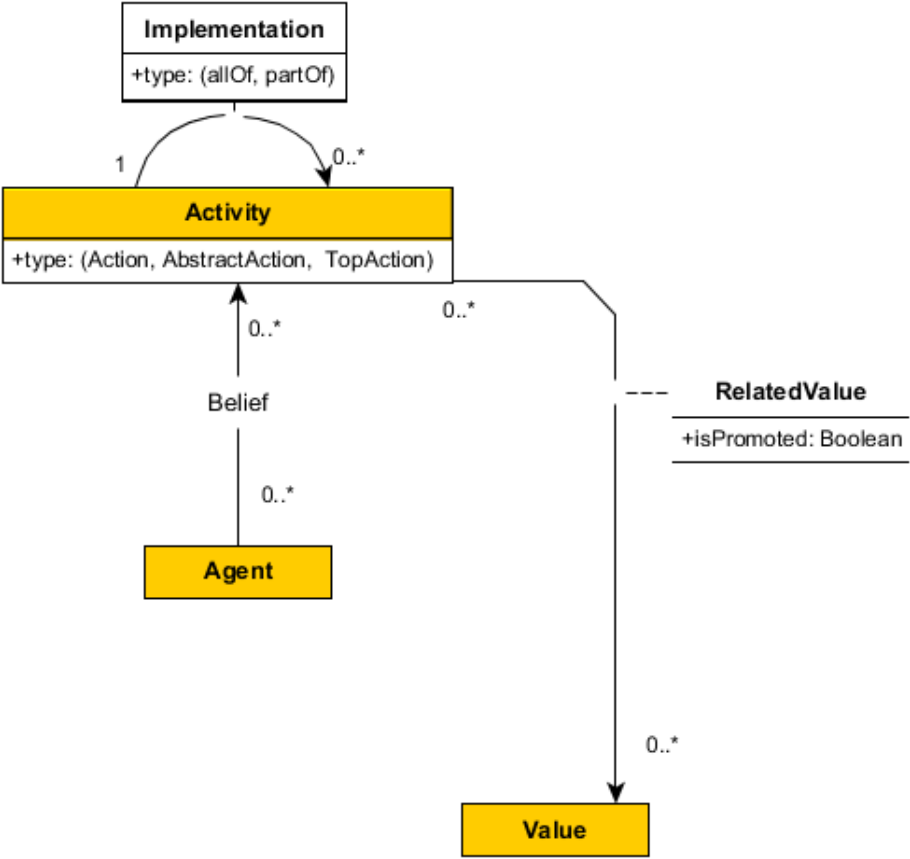 Implementation
+type: (allOf, partOf)
1
0..*
Activity
+type: (Action, AbstractAction, TopAction)
0..*
0..*
Belief
RelatedValue
+isPromoted: Boolean
0..*
Agent
0..*
Value